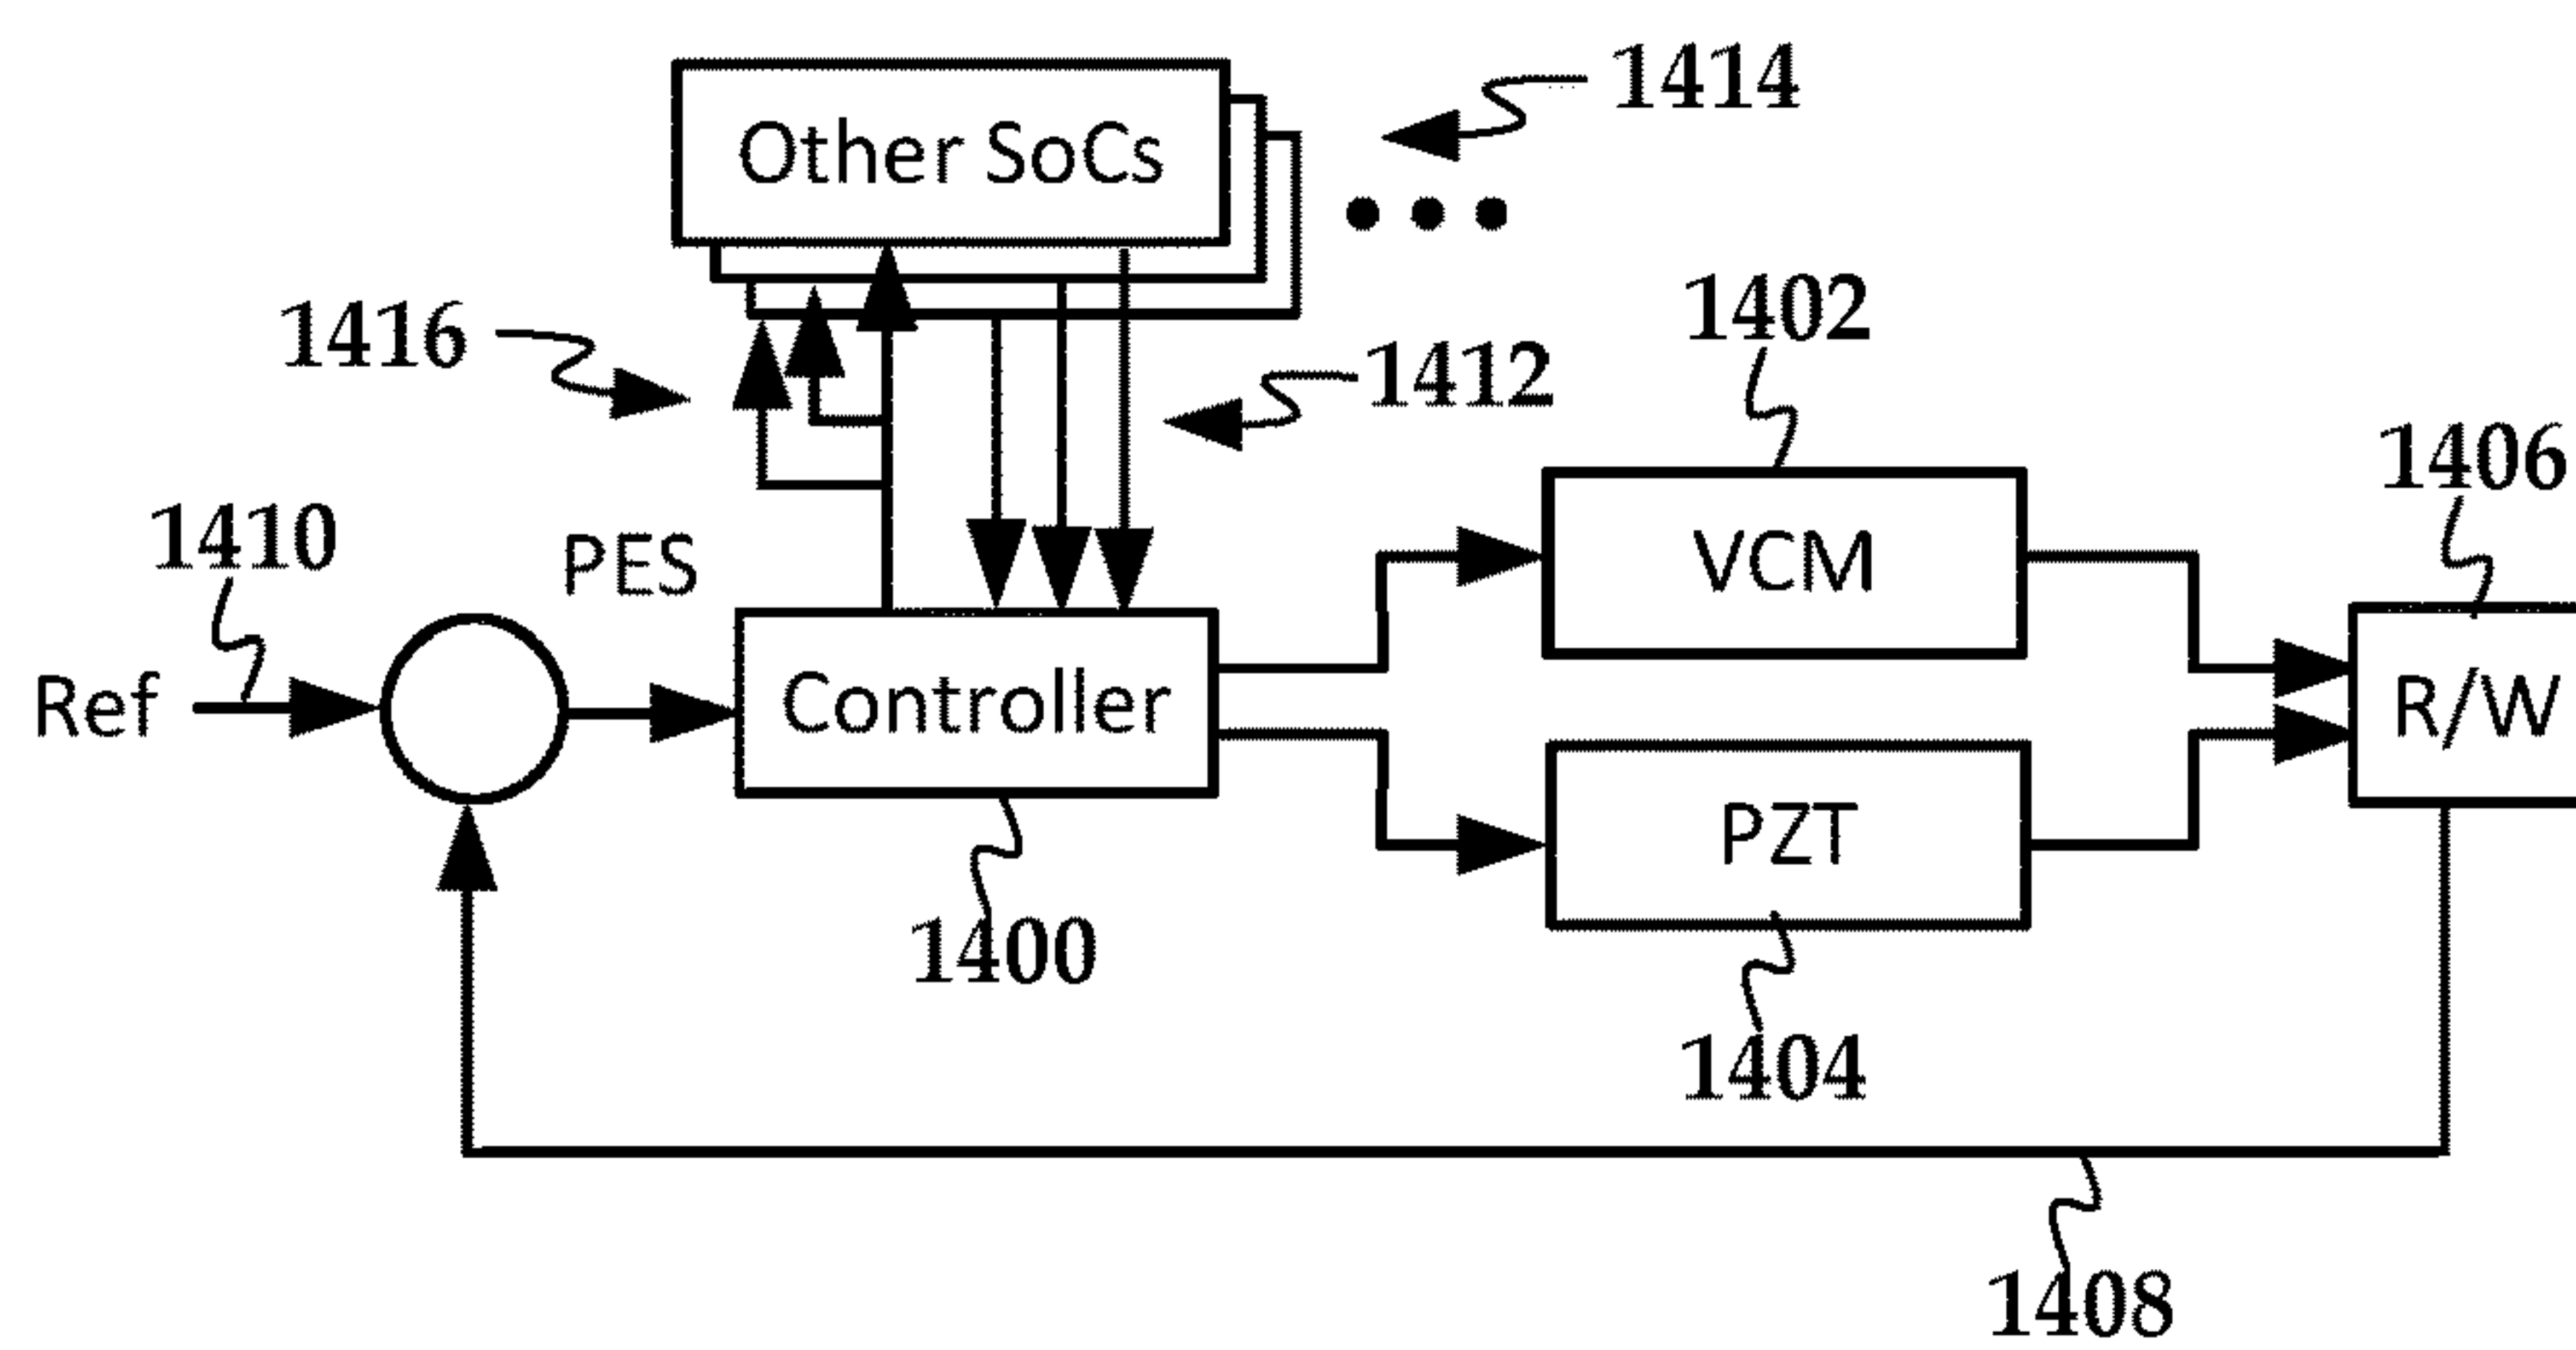 1414
Other SoCs
1416
1412
1402
1406
1410
PES
VCM
Ref
Controller
R/W
PZT
1400
1404
1408